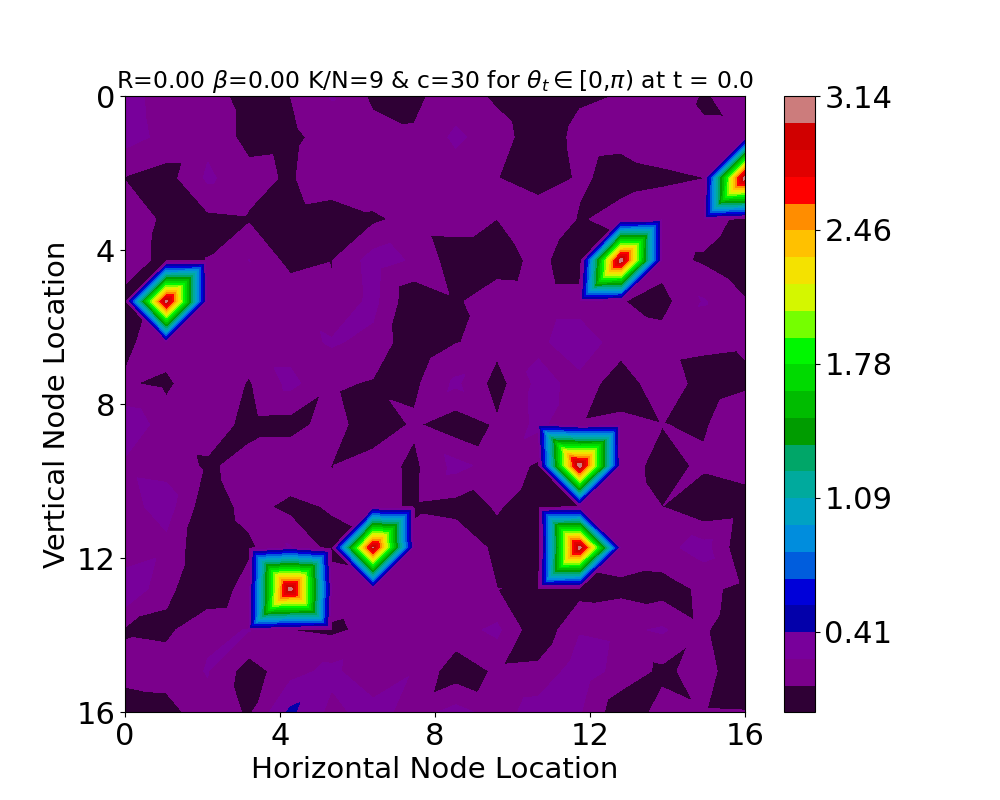 R=0.00 β=0.00 K/N=9 & c=30 for θₜ ∈ [0,π) at t = 0.0
0
4
8
12
16
Vertical Node Location
0 4 8 12 16
Horizontal Node Location
3.14
2.46
1.78
1.09
0.41